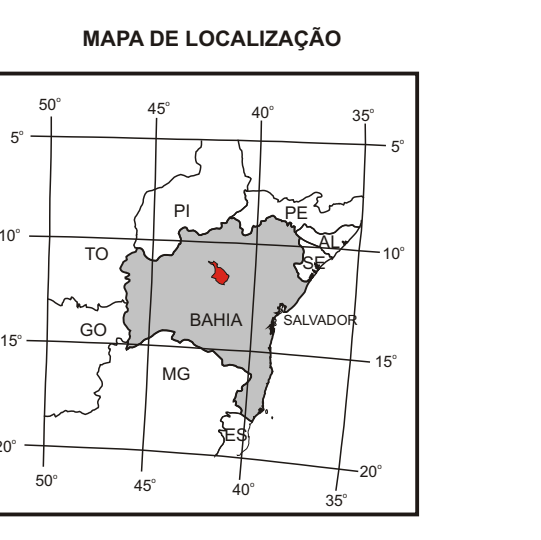 MAPA DE LOCALIZAÇÃO
50° 45° 40° 35°
5° 5°
PI PE
10° AL 10°
TO SE
BAHIA SALVADOR
GO
15° 15°
MG
ES
20° 20°
50° 45° 40° 35°